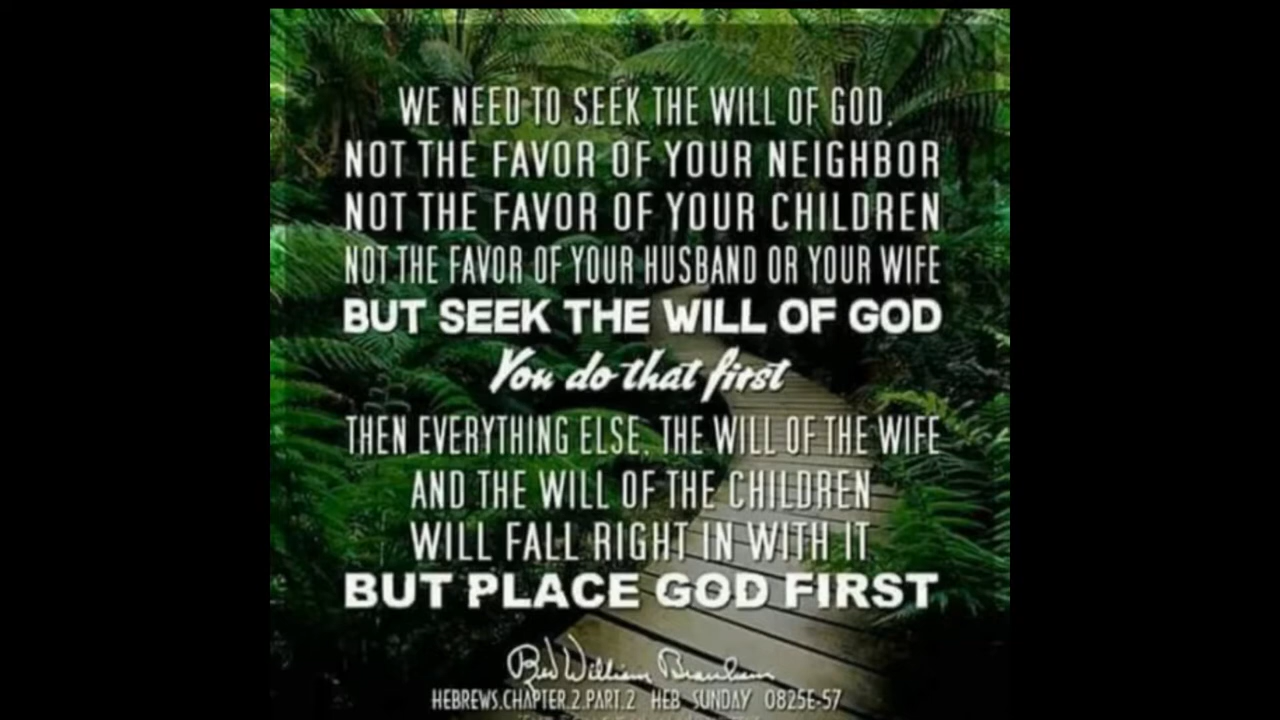 WE NEED TO SEEK THE WILL OF GOD.
NOT THE FAVOR OF YOUR NEIGHBOR
NOT THE FAVOR OF YOUR CHILDREN
NOT THE FAVOR OF YOUR HUSBAND OR YOUR WIFE
BUT SEEK THE WILL OF GOD
You do that first
THEN EVERYTHING ELSE. THE WILL OF THE WIFE
AND THE WILL OF THE CHILDREN
WILL FALL RIGHT IN WITH IT
BUT PLACE GOD FIRST
Rev William Branham
HEBREWS.CHAPTER.2.PART.2 HEB SUNDAY 0825E-57